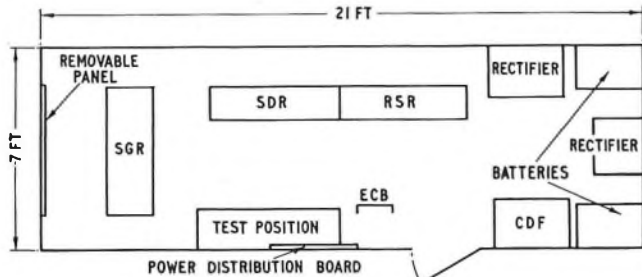 21 FT
REMOVABLE
PANEL
7 FT
SGR
SDR
RSR
RECTIFIER
RECTIFIER
BATTERIES
ECB
TEST POSITION
CDF
POWER DISTRIBUTION BOARD